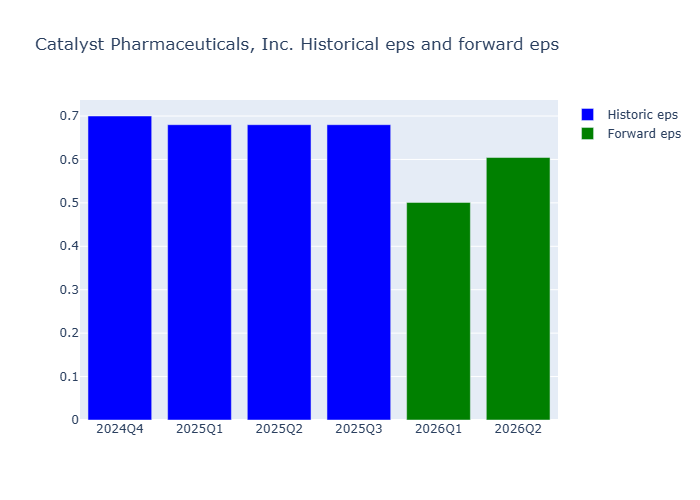 Catalyst Pharmaceuticals, Inc. Historical eps and forward eps
Historic eps
Forward eps
0.7
0.6
0.5
0.4
0.3
0.2
0.1
0
2024Q4 2025Q1 2025Q2 2025Q3 2026Q1 2026Q2